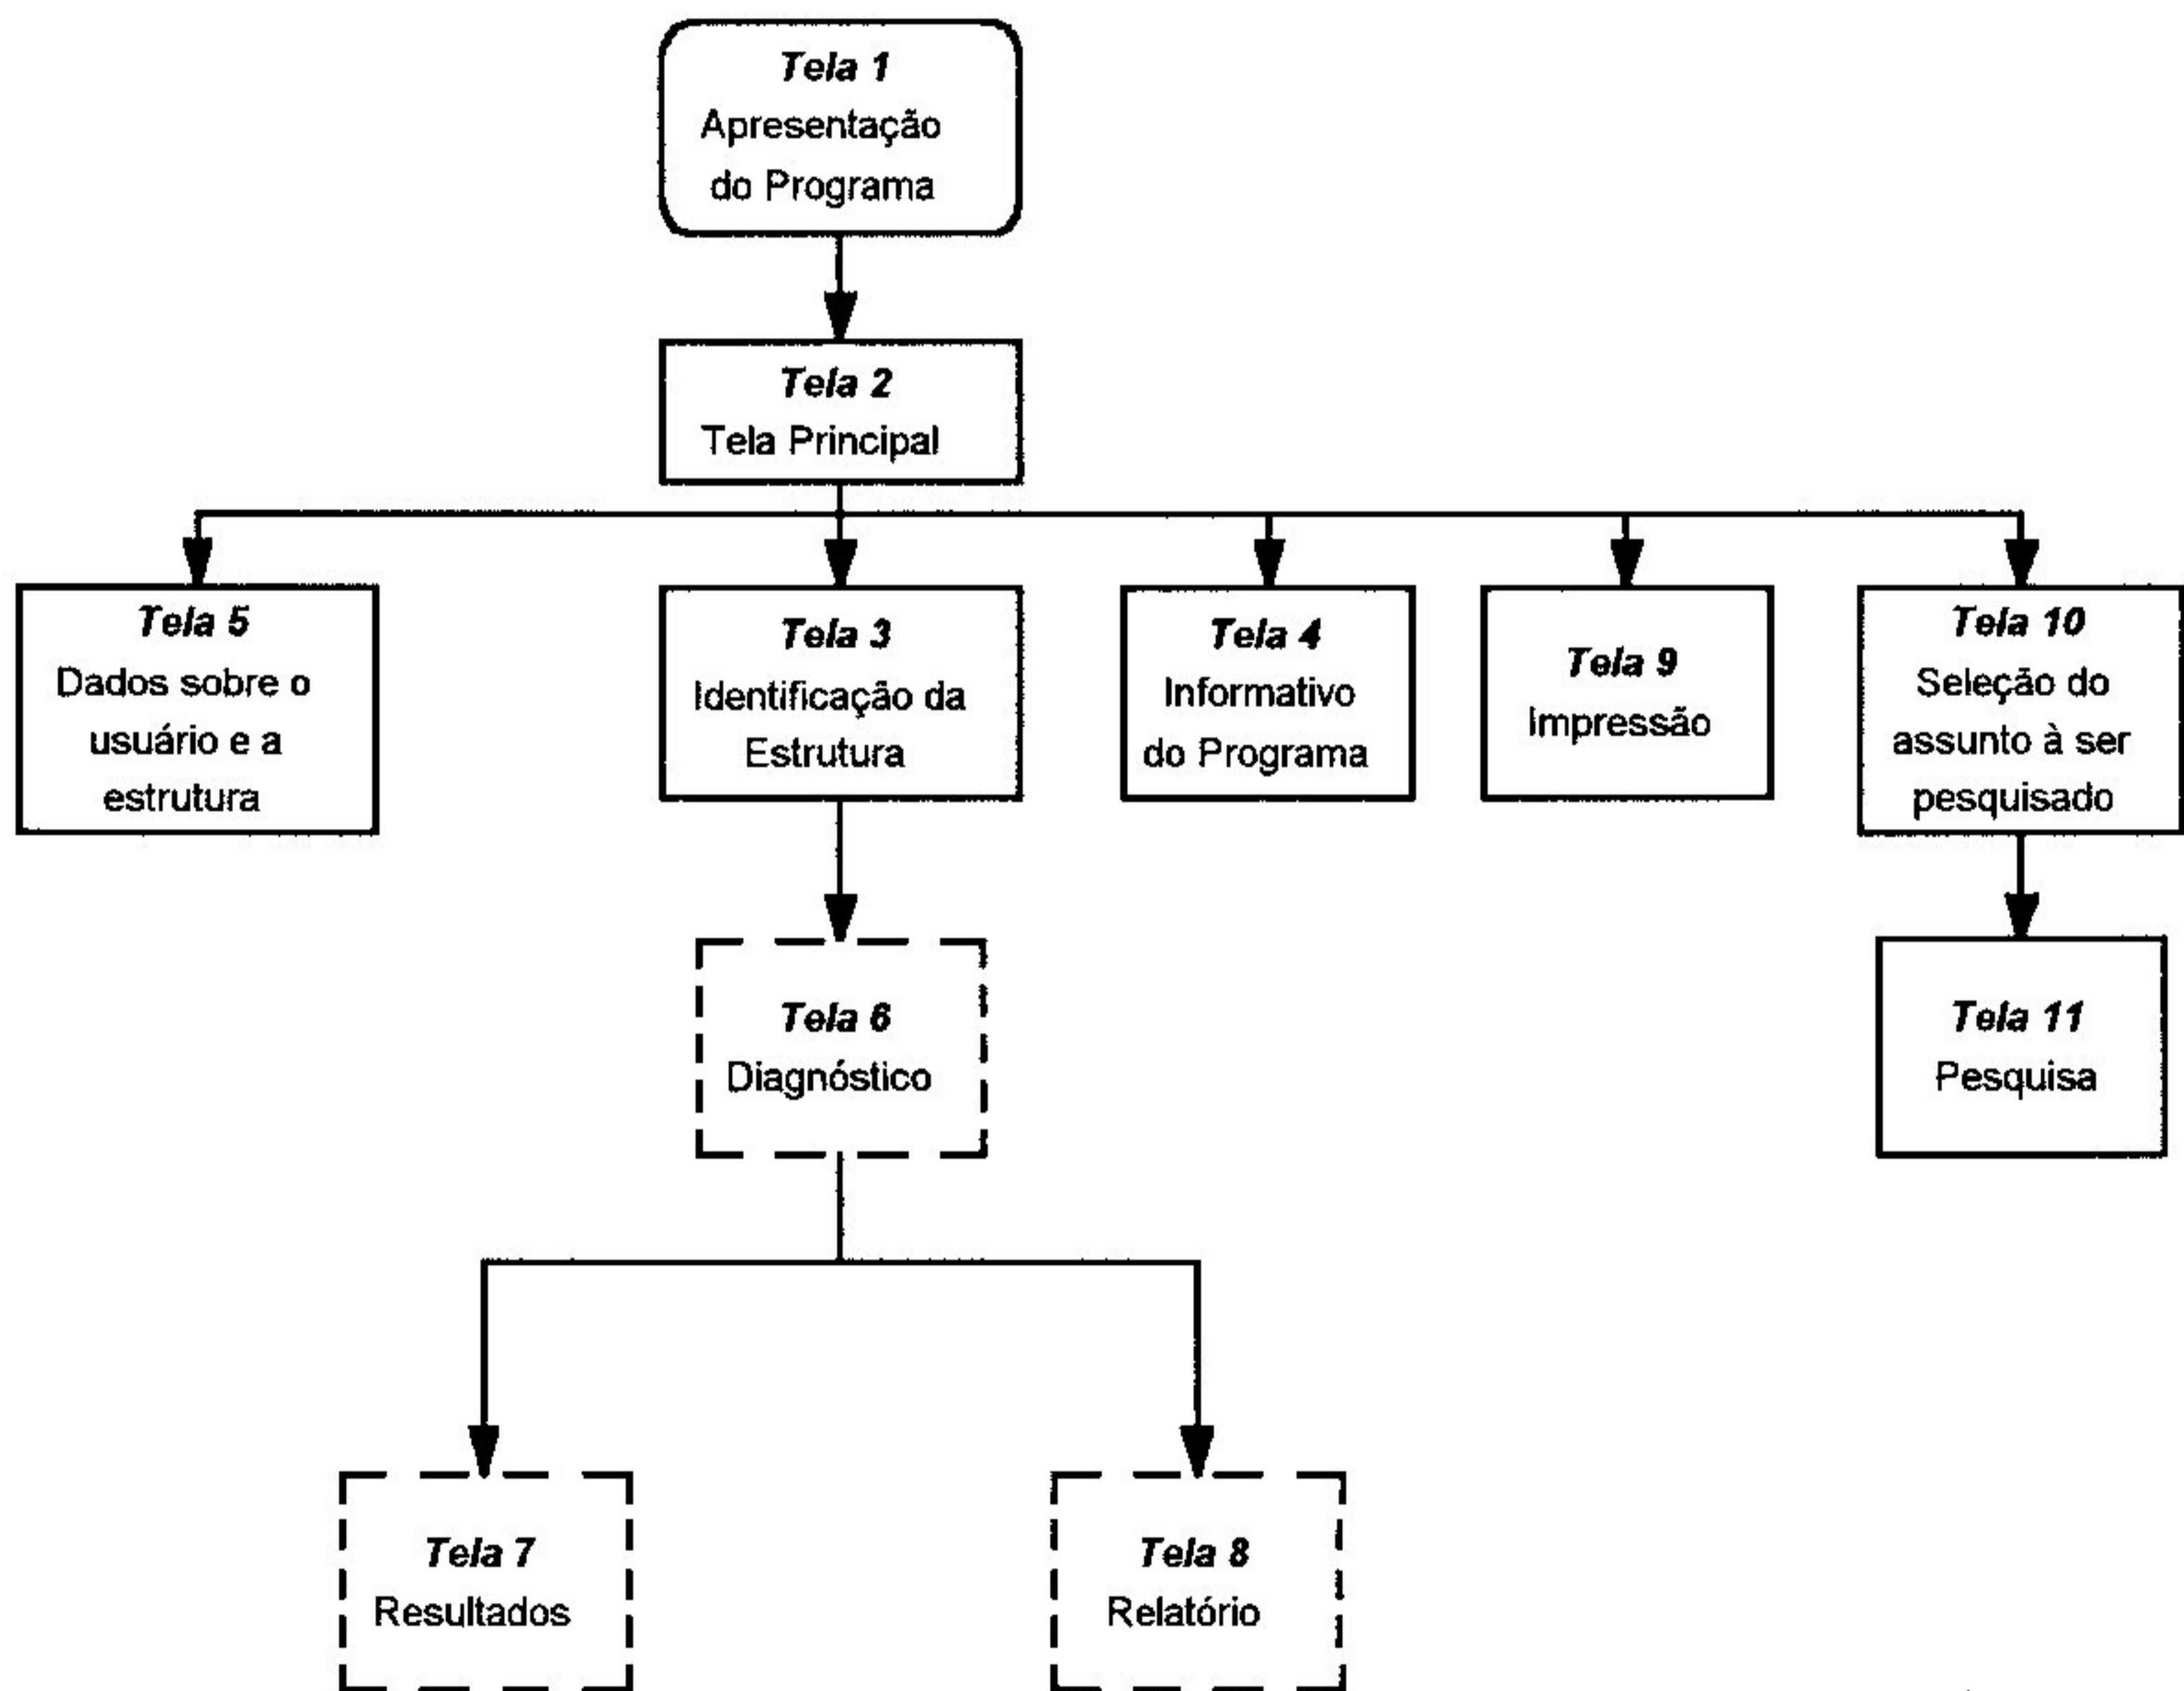 Tela 1
Apresentação
do Programa
Tela 2
Tela Principal
Tela 5
Dados sobre o
usuário e a
estrutura
Tela 3
Identificação da
Estrutura
Tela 4
Informativo
do Programa
Tela 9
Impressão
Tela 10
Seleção do
assunto à ser
pesquisado
Tela 6
Diagnóstico
Tela 11
Pesquisa
Tela 7
Resultados
Tela 8
Relatório